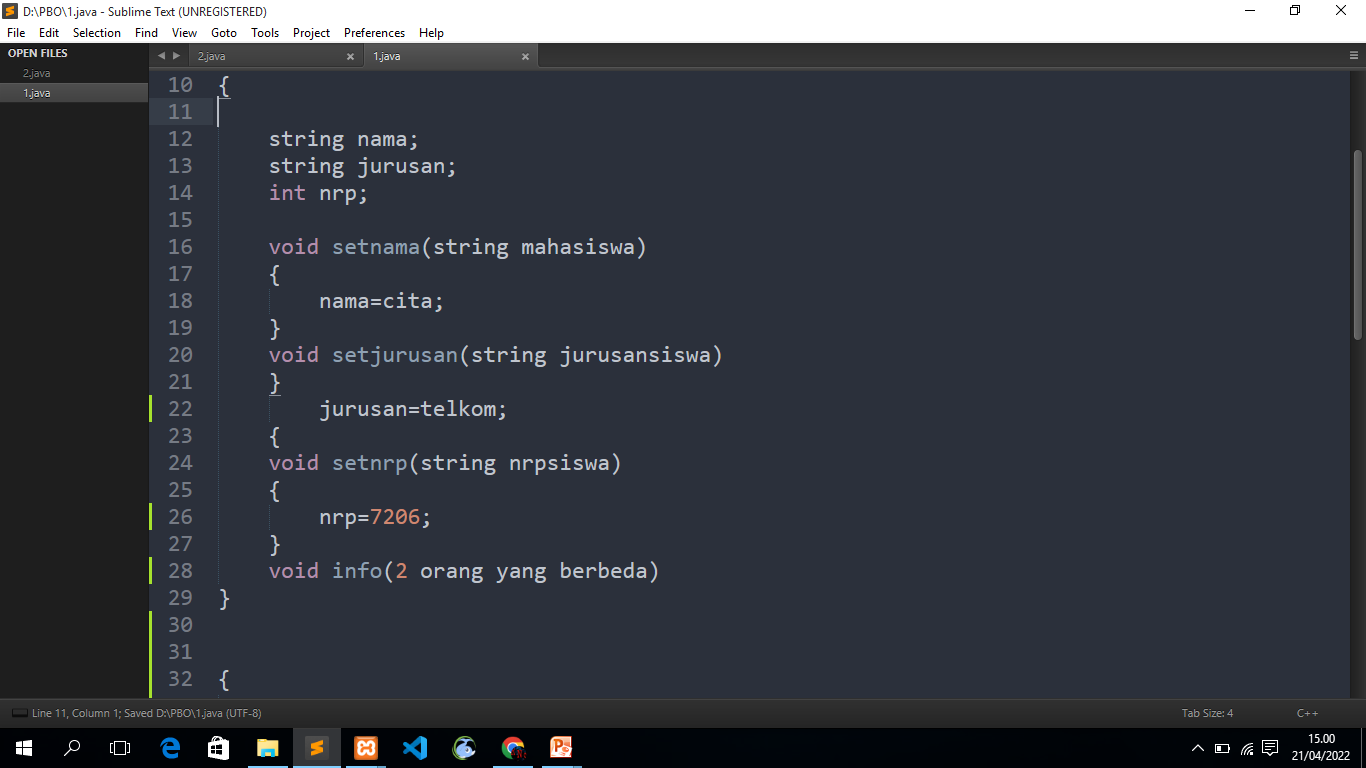 D:\PBO\1.java - Sublime Text (UNREGISTERED)
File Edit Selection Find View Goto Tools Project Preferences Help
OPEN FILES
2.java
1.java
2.java
1.java
10 {
11
12 string nama;
13 string jurusan;
14 int nrp;
15
16 void setnama(string mahasiswa)
17 {
18 nama=cita;
19 }
20 void setjurusan(string jurusansiswa)
21 }
22 jurusan=telkom;
23 {
24 void setnrp(string nrpsiswa)
25 {
26 nrp=7206;
27 }
28 void info(2 orang yang berbeda)
29 }
30
31
32 {
Line 11, Column 1; Saved D:\PBO\1.java (UTF-8) Tab Size: 4 C++
15.00
21/04/2022